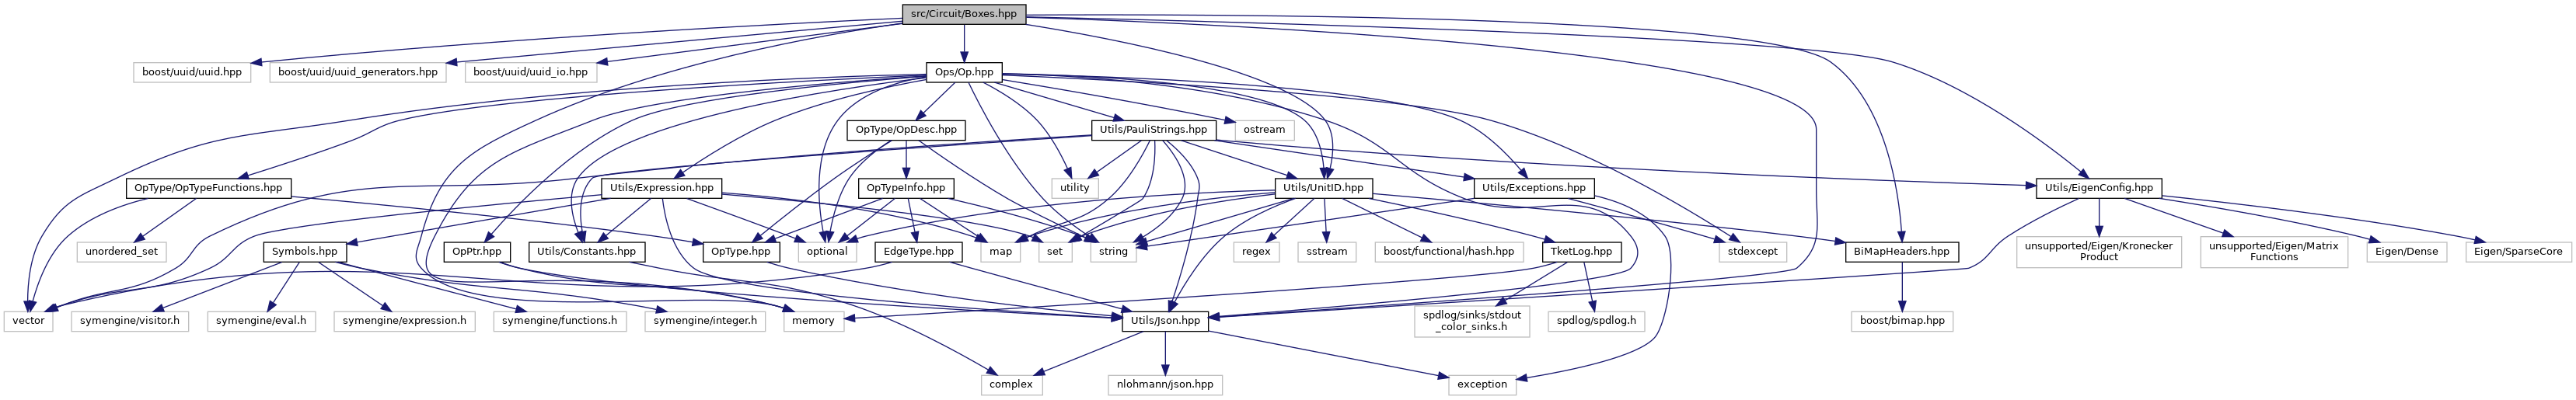 src/Circuit/Boxes.hpp
boost/uuid/uuid.hpp
boost/uuid/uuid_generators.hpp
boost/uuid/uuid_io.hpp
Ops/Op.hpp
OpType/OpDesc.hpp
Utils/PauliStrings.hpp
ostream
OpType/OpTypeFunctions.hpp
Utils/Expression.hpp
OpTypeInfo.hpp
utility
Utils/UnitID.hpp
Utils/Exceptions.hpp
Utils/EigenConfig.hpp
unordered_set
Symbols.hpp
OpPtr.hpp
Utils/Constants.hpp
OpType.hpp
optional
EdgeType.hpp
map
set
string
regex
sstream
boost/functional/hash.hpp
TketLog.hpp
stdexcept
BiMapHeaders.hpp
unsupported/Eigen/Kronecker
Product
unsupported/Eigen/Matrix
Functions
Eigen/Dense
Eigen/SparseCore
vector
symengine/visitor.h
symengine/eval.h
symengine/expression.h
symengine/functions.h
symengine/integer.h
memory
Utils/Json.hpp
spdlog/sinks/stdout
_color_sinks.h
spdlog/spdlog.h
boost/bimap.hpp
complex
nlohmann/json.hpp
exception